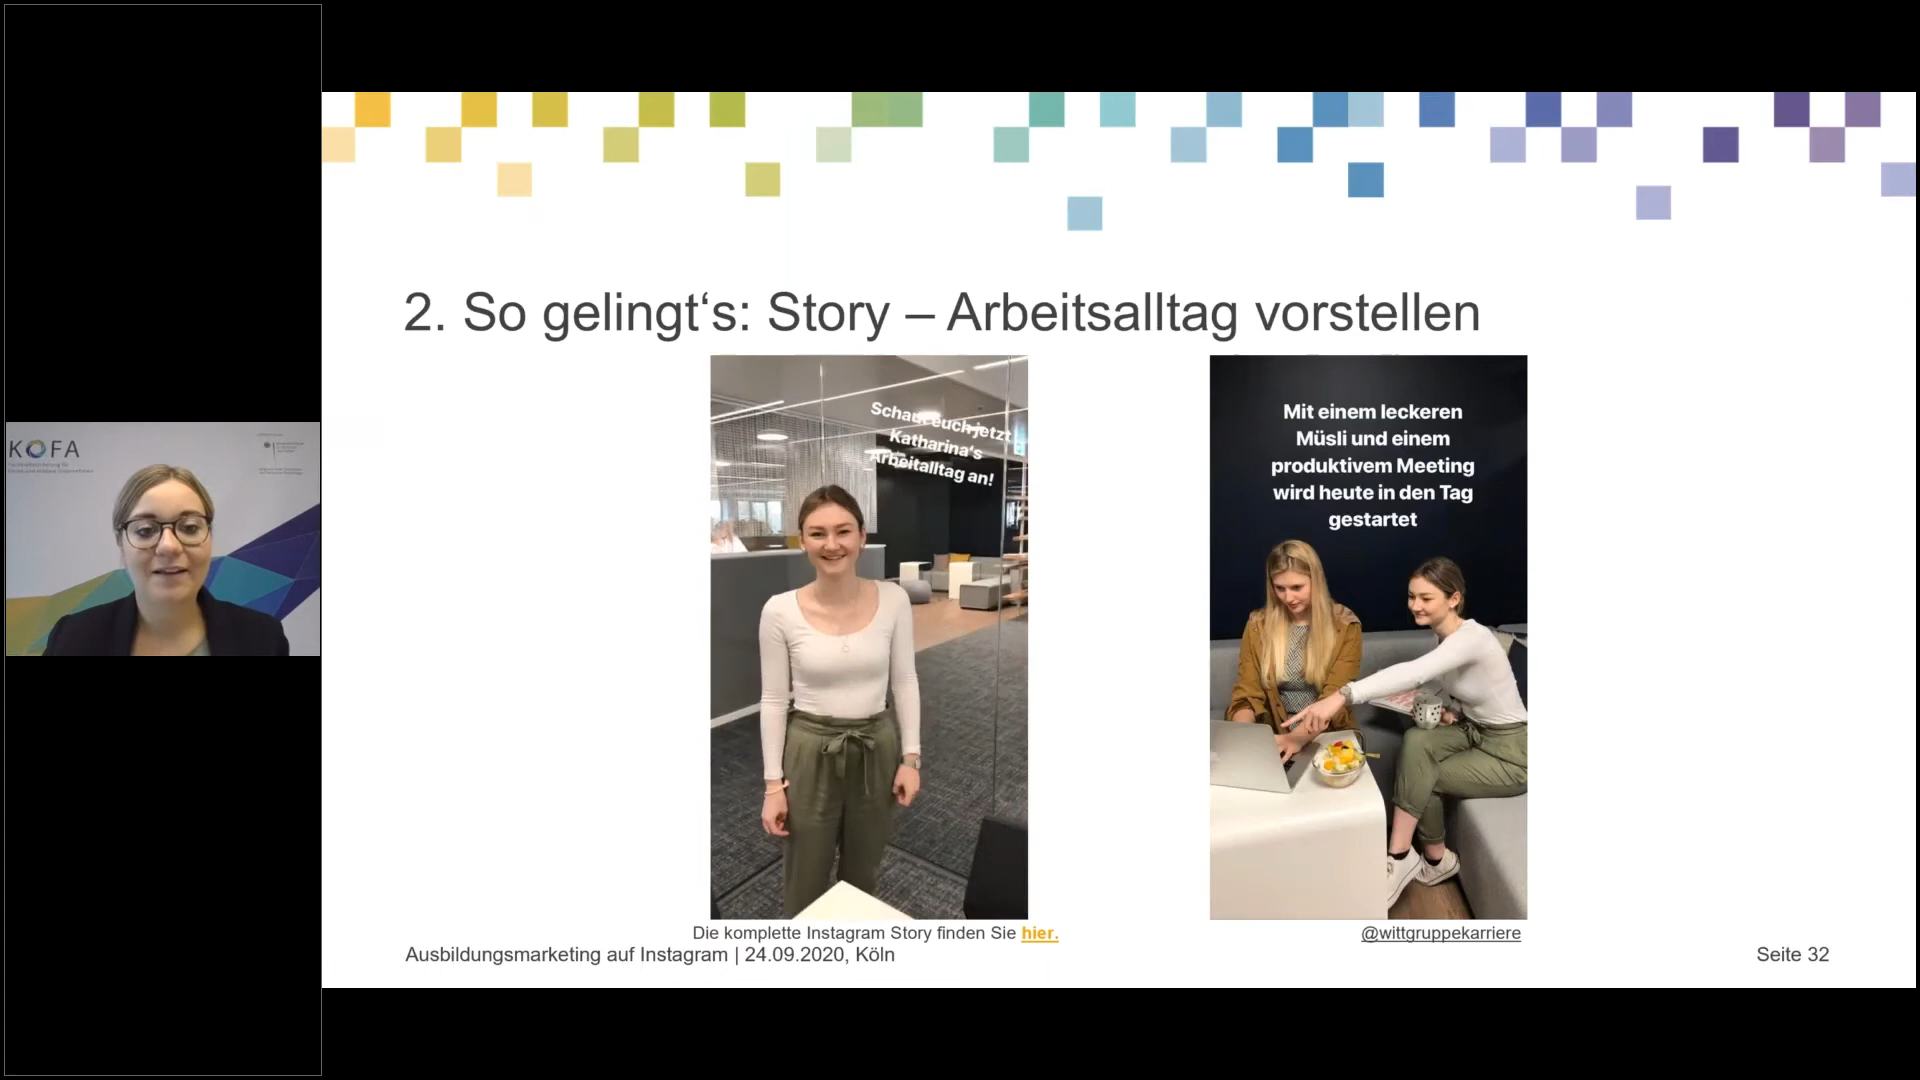 KOFA
2. So gelingt‘s: Story – Arbeitsalltag vorstellen
Schaut euch jetzt
Katharina's
Arbeitalltag an!
Mit einem leckeren
Müsli und einem
produktivem Meeting
wird heute in den Tag
gestartet
Die komplette Instagram Story finden Sie hier.
@wittgruppekarriere
Ausbildungsmarketing auf Instagram | 24.09.2020, Köln
Seite 32